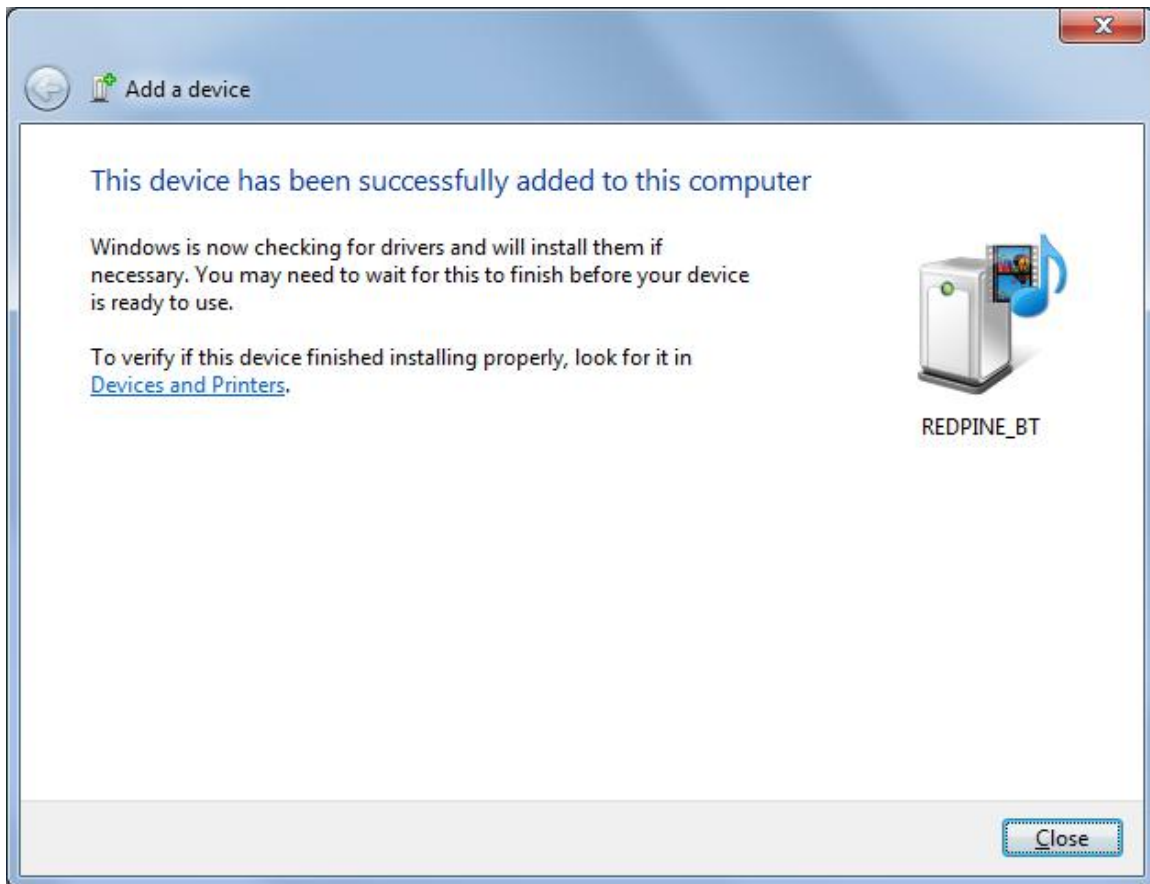 Add a device
This device has been successfully added to this computer
Windows is now checking for drivers and will install them if
necessary. You may need to wait for this to finish before your device
is ready to use.
To verify if this device finished installing properly, look for it in
Devices and Printers.
REDPINE_BT
Close